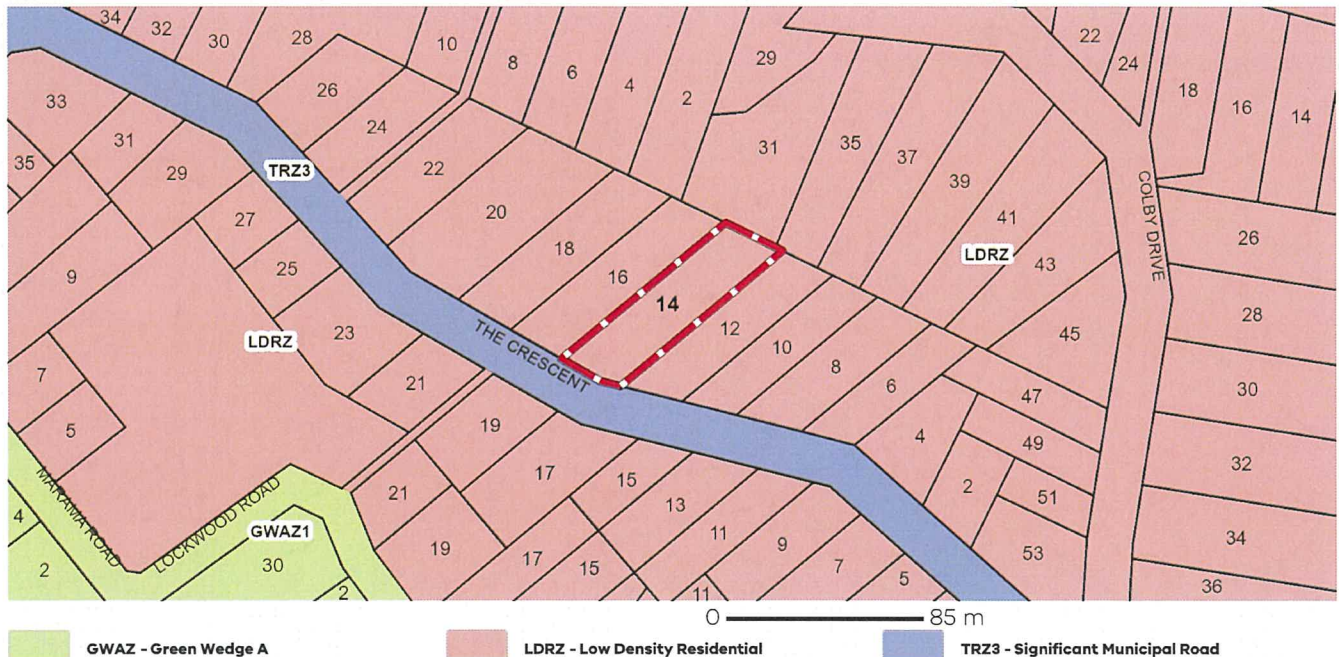 34 32 30 28 10 8 6 4 2 29 22 24 18 16 14
33 31 29 35 26 24 22 31 35 37 39 41 43 45
TRZ3
27 25 23 21 20 18 16 14 12 10 8 6 4 2
LDRZ
COLBY DRIVE
26
28
30
32
34
36
9
LDRZ
7
5
THE CRESCENT
47
49
51
53
19 17 15 13 11 9 7 5
21 19 17 15 11
MARAMA ROAD
LOCKWOOD ROAD
GWAZ1
4
2
30
2
0 85 m
GWAZ - Green Wedge A
LDRZ - Low Density Residential
TRZ3 - Significant Municipal Road